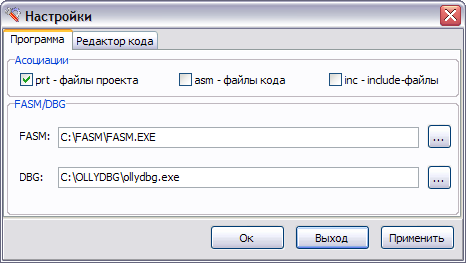 Настройки
Программа Редактор кода
Асоциации
prt - файлы проекта asm - файлы кода inc - include-файлы
FASM/DBG
FASM: C:\FASM\FASM.EXE ...
DBG: C:\OLLYDBG\ollydbg.exe ...
Ок Выход Применить